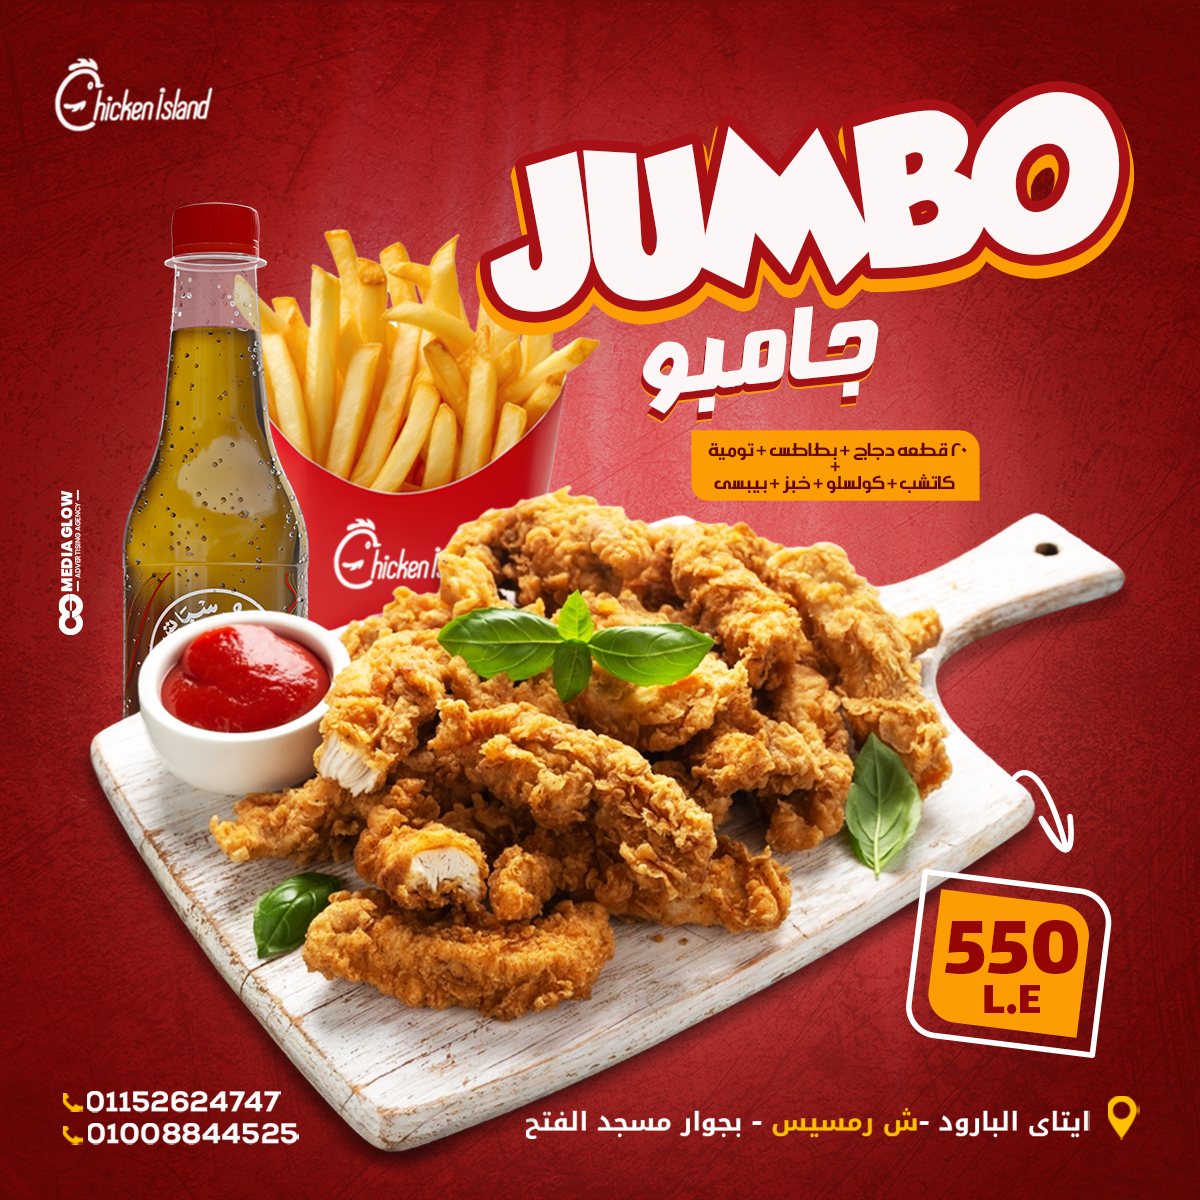 Chicken island
JUMBO
جامبو
٢٠ قطعه دجاج + بطاطس + تومية
+
كاتشب + كولسلو + خبز + بيبسى
MEDIA GLOW
ADVERTISING AGENCY
Chicken
550
L.E
01152624747
01008844525
ايتاى البارود -ش رمسيس - بجوار مسجد الفتح